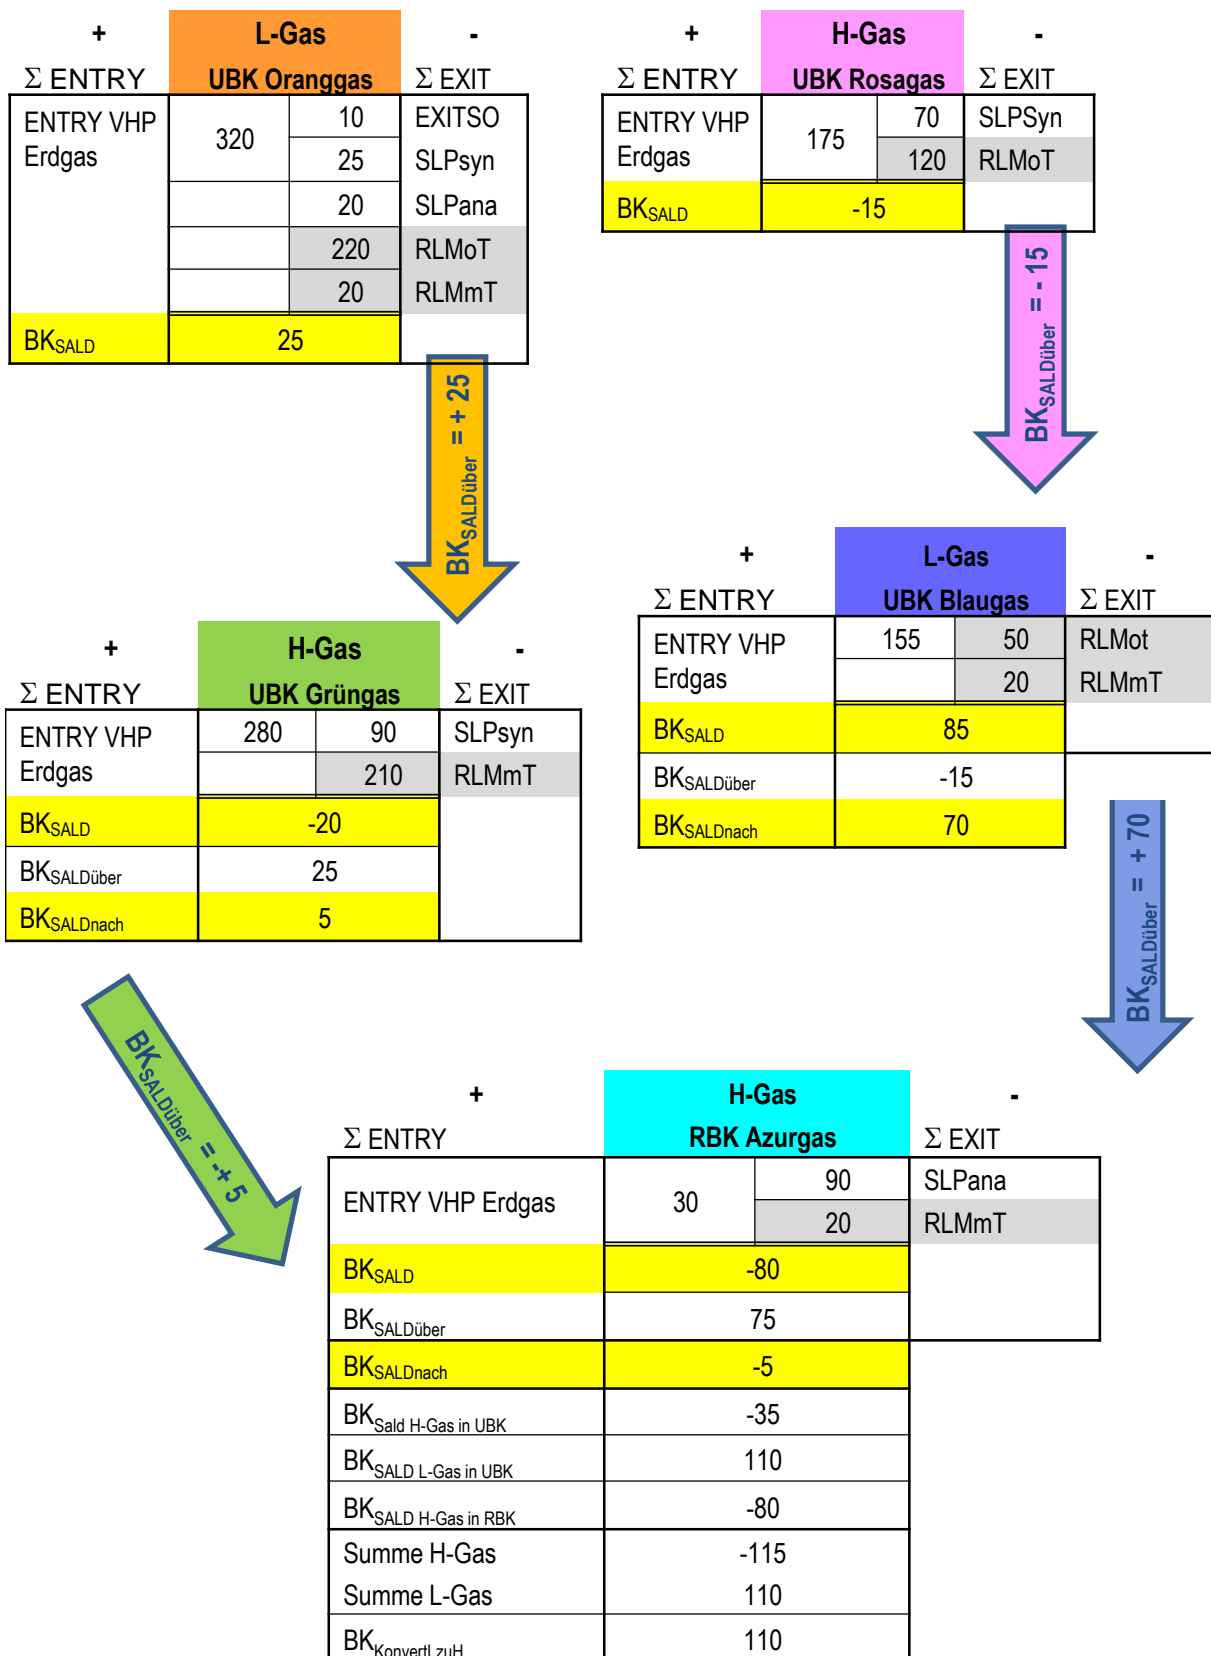 + L-Gas -
Σ ENTRY UBK Oranggas Σ EXIT
ENTRY VHP Erdgas 320 10 EXITSO
25 SLPsyn
20 SLPana
220 RLMoT
20 RLMmT
BKSALD 25
BKSALDüber = + 25
+ H-Gas -
Σ ENTRY UBK Rosagas Σ EXIT
ENTRY VHP Erdgas 175 70 SLPSyn
120 RLMoT
BKSALD -15
BKSALDüber = - 15
+ H-Gas -
Σ ENTRY UBK Grüngas Σ EXIT
ENTRY VHP Erdgas 280 90 SLPsyn
210 RLMmT
BKSALD -20
BKSALDüber 25
BKSALDnach 5
BKSALDüber = -+ 5
+ L-Gas -
Σ ENTRY UBK Blaugas Σ EXIT
ENTRY VHP Erdgas 155 50 RLMot
20 RLMmT
BKSALD 85
BKSALDüber -15
BKSALDnach 70
BKSALDüber = + 70
+ H-Gas -
Σ ENTRY RBK Azurgas Σ EXIT
ENTRY VHP Erdgas 30 90 SLPana
20 RLMmT
BKSALD -80
BKSALDüber 75
BKSALDnach -5
BKSald H-Gas in UBK -35
BKSALD L-Gas in UBK 110
BKSALD H-Gas in RBK -80
Summe H-Gas -115
Summe L-Gas 110
BKKonvertLzuH 110